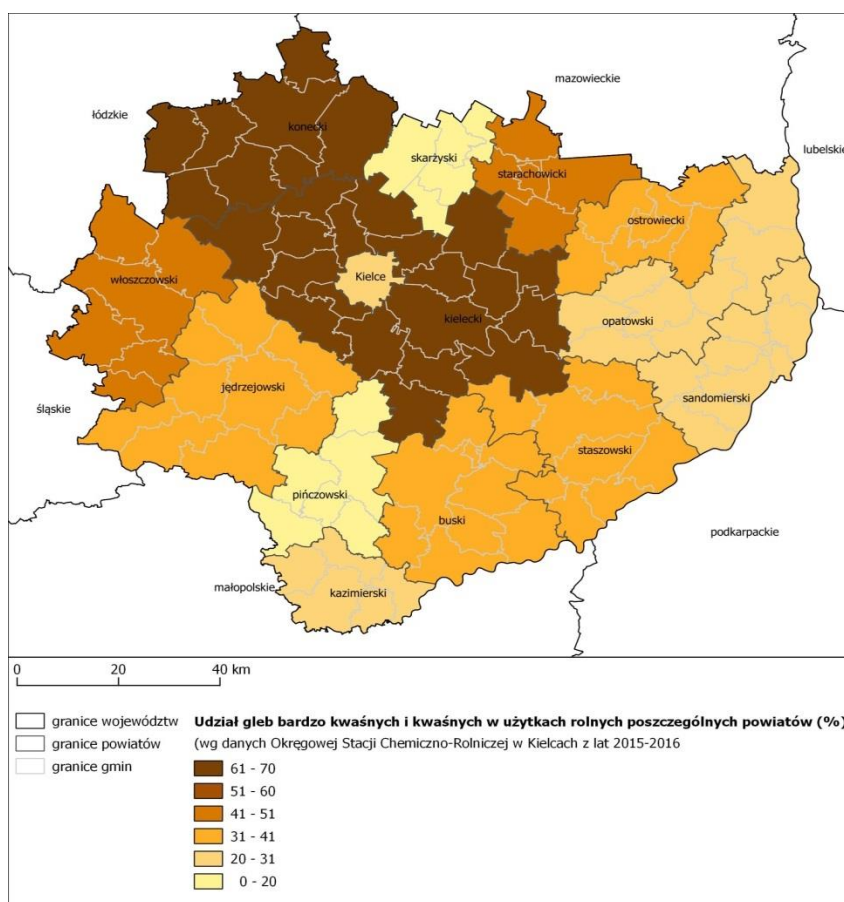 mazowieckie
łódzkie
konecki
lubelskie
skarżyski
starachowicki
ostrowiecki
włoszczowski
Kielce
opatowski
kielecki
jędrzejowski
sandomierski
śląskie
staszowski
pińczowski
buski
podkarpackie
małopolskie
kazimierski
0 20 40 km
granice województw
granice powiatów
granice gmin
Udział gleb bardzo kwaśnych i kwaśnych w użytkach rolnych poszczególnych powiatów (%)
(wg danych Okręgowej Stacji Chemiczno-Rolniczej w Kielcach z lat 2015-2016
61 - 70
51 - 60
41 - 51
31 - 41
20 - 31
0 - 20